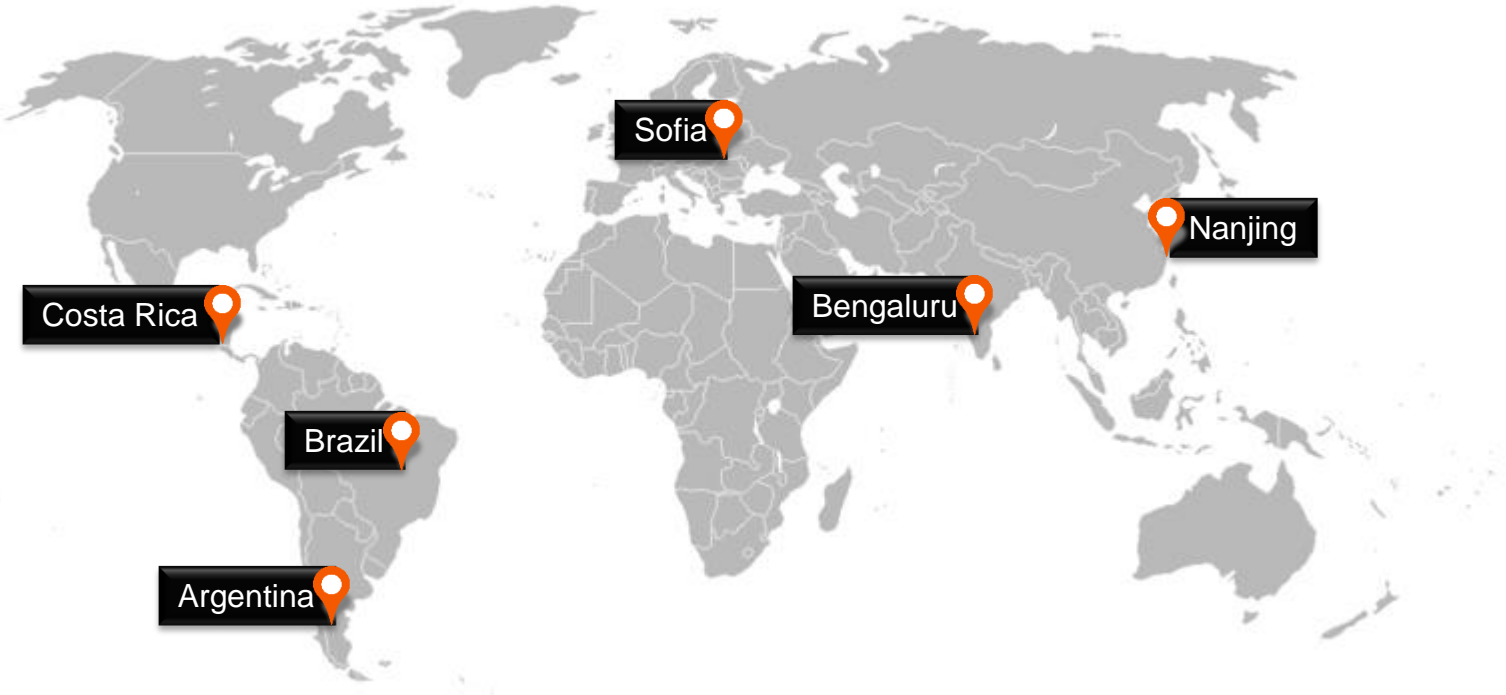 Sofia
Nanjing
Bengaluru
Costa Rica
Brazil
Argentina